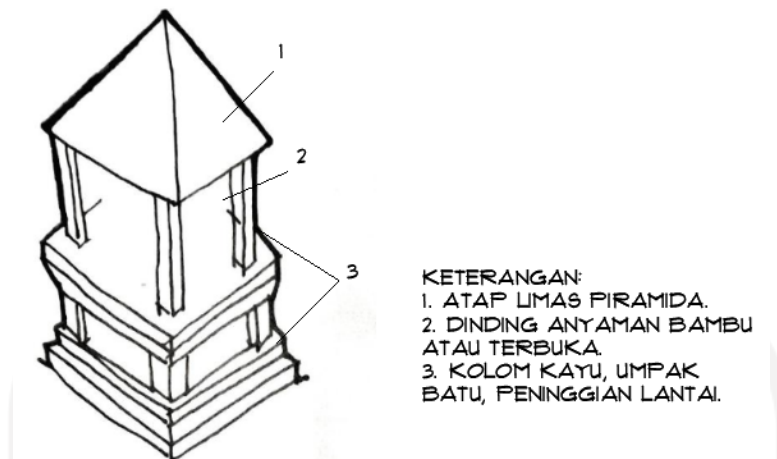 1
2
3
KETERANGAN:
1. ATAP LIMAS PIRAMIDA.
2. DINDING ANYAMAN BAMBU
ATAU TERBUKA.
3. KOLOM KAYU, UMPAK
BATU, PENINGGIAN LANTAI.